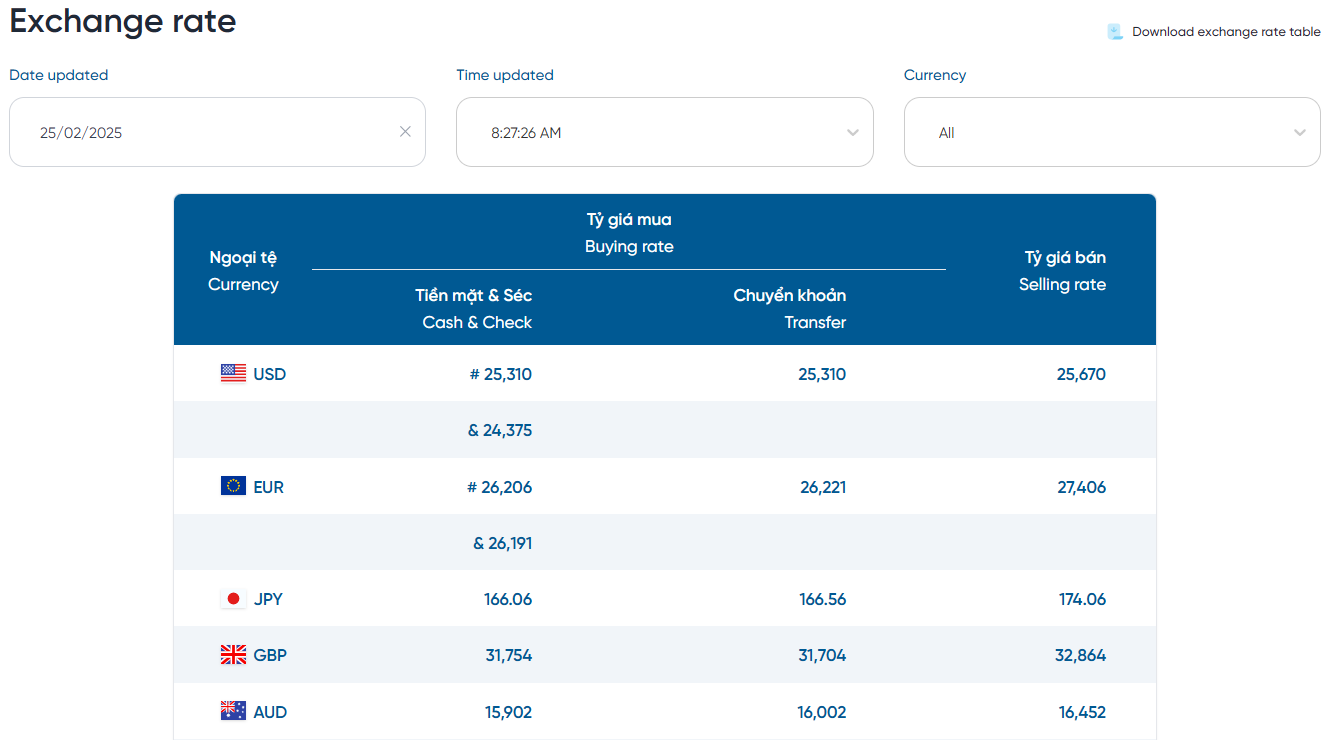 Exchange rate
Download exchange rate table
Date updated
Time updated
Currency
25/02/2025
8:27:26 AM
All
Ngoại tệ
Currency
Tỷ giá mua
Buying rate
Tiền mặt & Séc
Cash & Check
Chuyển khoản
Transfer
Tỷ giá bán
Selling rate
USD # 25,310 25,310 25,670
& 24,375
EUR # 26,206 26,221 27,406
& 26,191
JPY 166.06 166.56 174.06
GBP 31,754 31,704 32,864
AUD 15,902 16,002 16,452